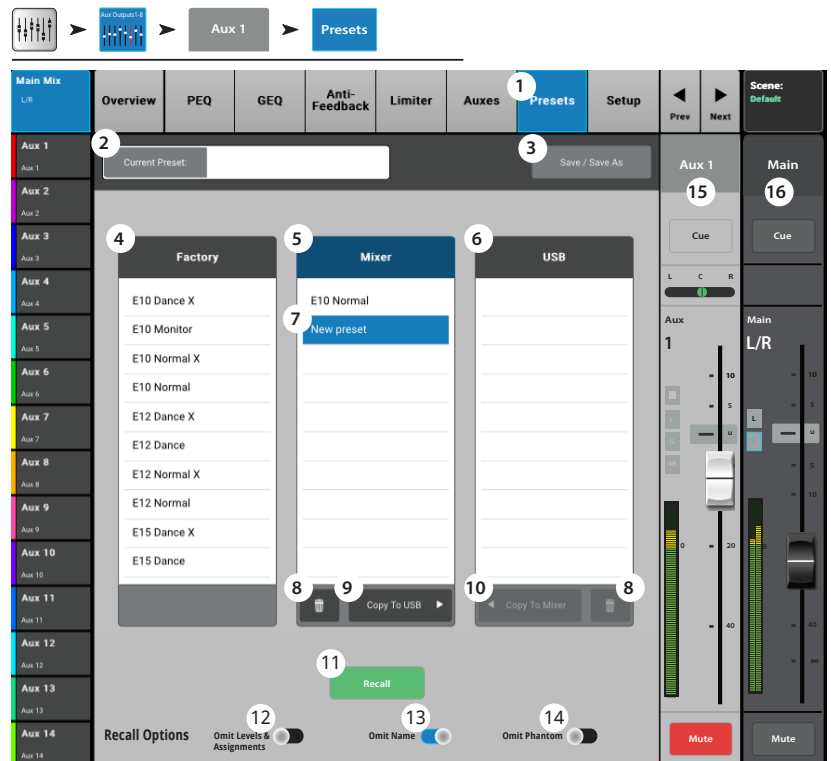 Aux Outputs1-8
Aux 1
Presets
Main Mix
L/R
Overview
PEQ
GEQ
Anti-
Feedback
Limiter
Auxes
1
Presets
Setup
Prev
Next
Scene:
Default
Aux 1
Aux 1
Aux 2
Aux 2
Aux 3
Aux 3
Aux 4
Aux 4
Aux 5
Aux 5
Aux 6
Aux 6
Aux 7
Aux 7
Aux 8
Aux 8
Aux 9
Aux 9
Aux 10
Aux 10
Aux 11
Aux 11
Aux 12
Aux 12
Aux 13
Aux 13
Aux 14
Aux 14
2
Current Preset:
3
Save / Save As
4
Factory
E10 Dance X
E10 Monitor
E10 Normal X
E10 Normal
E12 Dance X
E12 Dance
E12 Normal X
E12 Normal
E15 Dance X
E15 Dance
5
Mixer
E10 Normal
7
New preset
8
9
Copy To USB
6
USB
10
Copy To Mixer
8
11
Recall
Recall Options
12
Omit Levels &
Assignments
13
Omit Name
14
Omit Phantom
Aux 1
15
Cue
L C R
Aux
1
10
5
U
0
20
40
Mute
Main
16
Cue
Main
L/R
10
5
L
U
5
10
0
20
40
∞
Mute